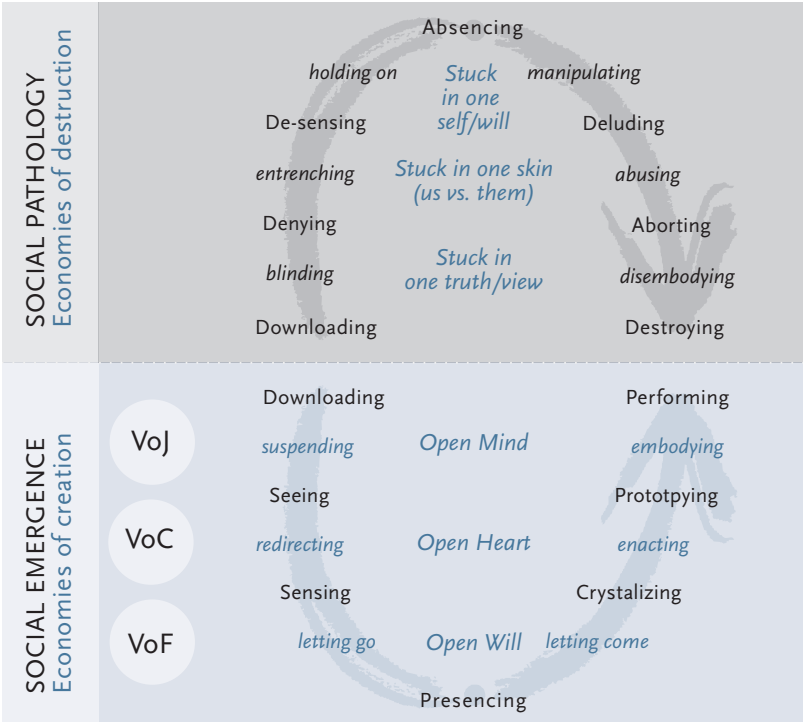 SOCIAL PATHOLOGY
Economies of destruction
Absencing
holding on
Stuck
in one
self/will
manipulating
De-sensing
Deluding
entrenching
Stuck in one skin
(us vs. them)
abusing
Denying
Aborting
blinding
Stuck in
one truth/view
disembodying
Downloading
Destroying
SOCIAL EMERGENCE
Economies of creation
Downloading
Performing
VoJ
suspending
Open Mind
embodying
Seeing
Prototpying
VoC
redirecting
Open Heart
enacting
Sensing
Crystalizing
VoF
letting go
Open Will
letting come
Presencing